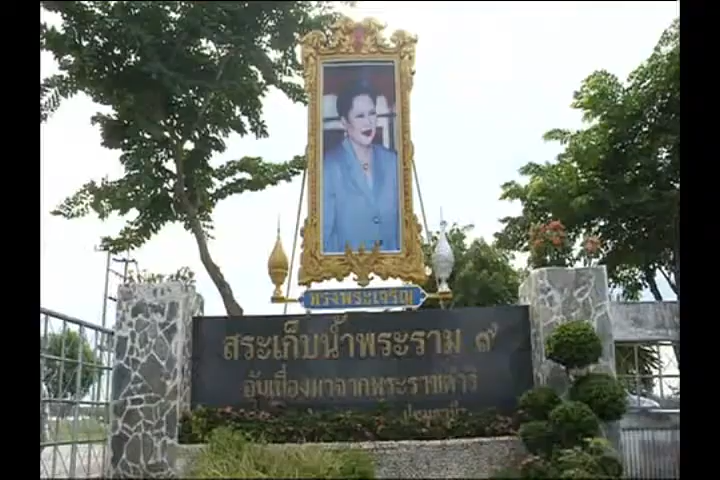 ทรงพระเจริญ
สระเก็บน้ำพระราม ๙
อันเนื่องมาจากพระราชดำริ